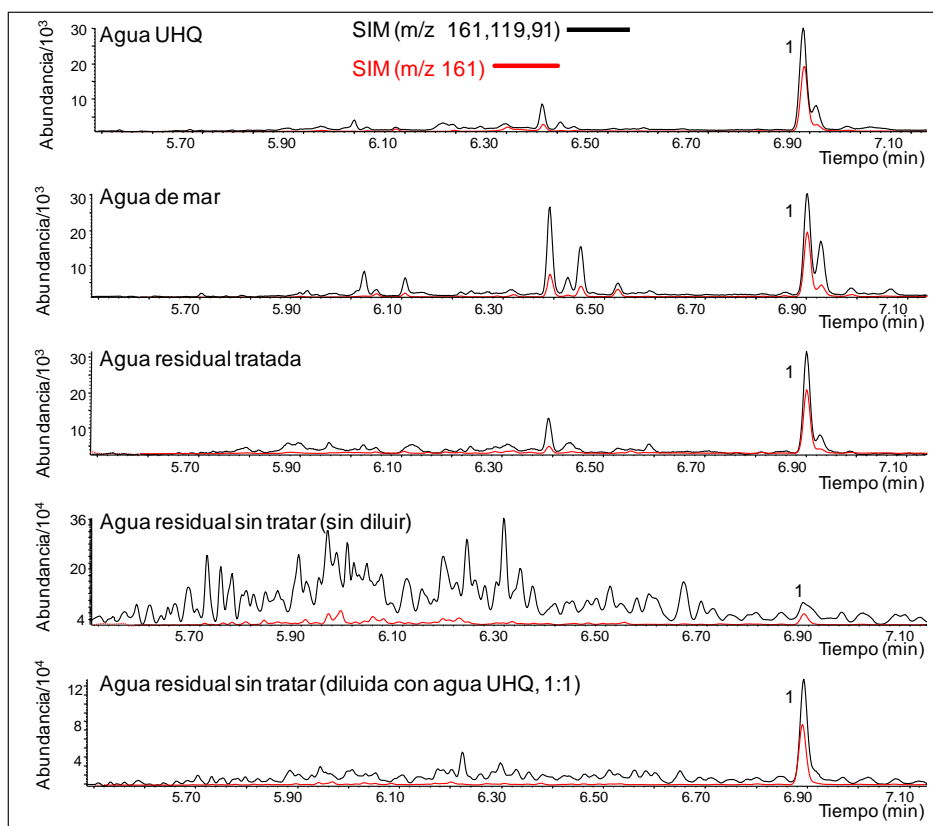 Agua UHQ
SIM (m/z 161,119,91)
SIM (m/z 161)
Abundancia/10³
30
20
10
1
5.70 5.90 6.10 6.30 6.50 6.70 6.90 7.10
Tiempo (min)
Agua de mar
Abundancia/10³
30
20
10
1
5.70 5.90 6.10 6.30 6.50 6.70 6.90 7.10
Tiempo (min)
Agua residual tratada
Abundancia/10³
30
20
10
1
5.70 5.90 6.10 6.30 6.50 6.70 6.90 7.10
Tiempo (min)
Agua residual sin tratar (sin diluir)
Abundancia/10⁴
36
20
4
1
5.70 5.90 6.10 6.30 6.50 6.70 6.90 7.10
Tiempo (min)
Agua residual sin tratar (diluida con agua UHQ, 1:1)
Abundancia/10⁴
12
8
4
1
5.70 5.90 6.10 6.30 6.50 6.70 6.90 7.10
Tiempo (min)